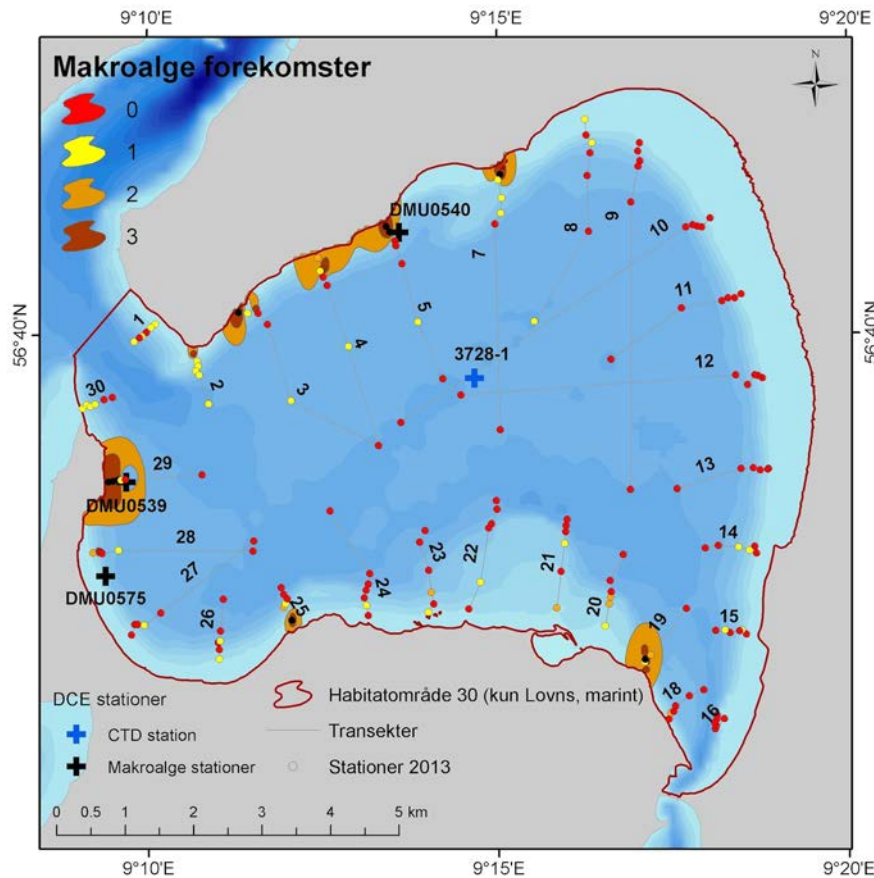 9°10'E 9°15'E 9°20'E
Makroalge forekomster
N
0
1
2
3
DMU0540
8
9
10
7
11
1
5
56°40'N
56°40'N
4
3728-1
12
2
3
30
13
29
DMU0539
14
28
23
22
21
27
DMU0575
24
20
25
26
19
15
18
16
DCE stationer
Habitatområde 30 (kun Lovns, marint)
CTD station
Transekter
Makroalge stationer
Stationer 2013
0 0.5 1 2 3 4 5 km
9°10'E 9°15'E 9°20'E